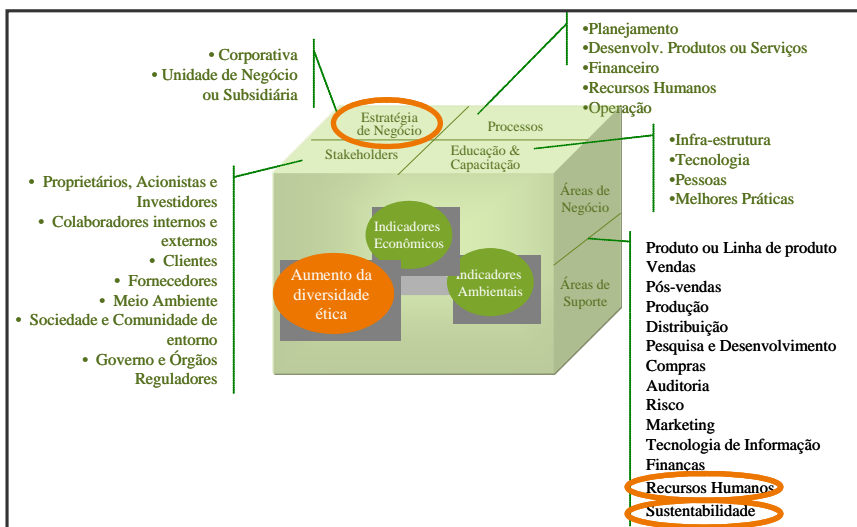 • Corporativa
• Unidade de Negócio
ou Subsidiária
•Planejamento
•Desenvolv. Produtos ou Serviços
•Financeiro
•Recursos Humanos
•Operação
Estratégia
de Negócio
Processos
Stakeholders
Educação &
Capacitação
•Infra-estrutura
•Tecnologia
•Pessoas
•Melhores Práticas
• Proprietários, Acionistas e
Investidores
• Colaboradores internos e
externos
• Clientes
• Fornecedores
• Meio Ambiente
• Sociedade e Comunidade de
entorno
• Governo e Órgãos
Reguladores
Indicadores
Econômicos
Aumento da
diversidade
ética
Indicadores
Ambientais
Áreas de
Negócio
Áreas de
Suporte
Produto ou Linha de produto
Vendas
Pós-vendas
Produção
Distribuição
Pesquisa e Desenvolvimento
Compras
Auditoria
Risco
Marketing
Tecnologia de Informação
Finanças
Recursos Humanos
Sustentabilidade